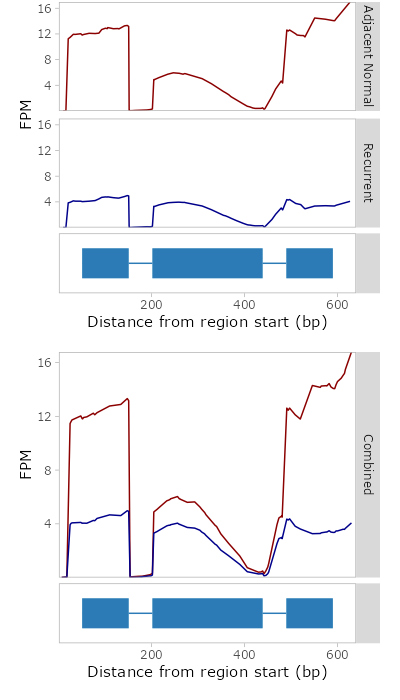 16
12
8
4
Adjacent Normal
FPM
16
12
8
4
Recurrent
200
400
600
Distance from region start (bp)
16
12
8
4
FPM
Combined
200
400
600
Distance from region start (bp)